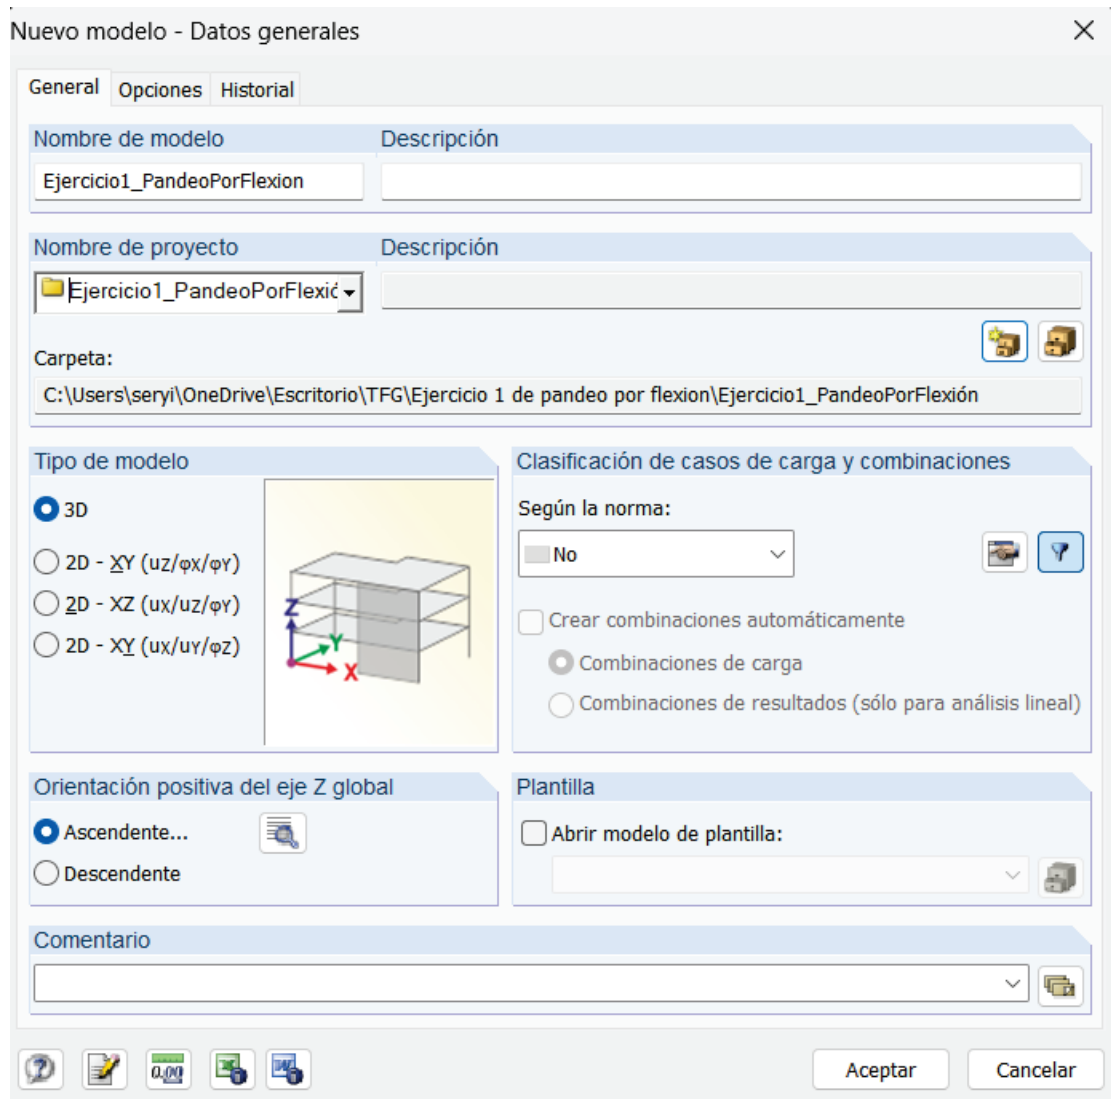 Nuevo modelo - Datos generales
General Opciones Historial
Nombre de modelo Descripción
Ejercicio1_PandeoPorFlexion
Nombre de proyecto Descripción
Ejercicio1_PandeoPorFlexió
Carpeta:
C:\Users\seryi\OneDrive\Escritorio\TFG\Ejercicio 1 de pandeo por flexion\Ejercicio1_PandeoPorFlexión
Tipo de modelo
3D
2D - XY (uZ/φX/φY)
2D - XZ (uX/uZ/φY)
2D - XY (uX/uY/φZ)
Z
Y
X
Clasificación de casos de carga y combinaciones
Según la norma:
No
Crear combinaciones automáticamente
Combinaciones de carga
Combinaciones de resultados (sólo para análisis lineal)
Orientación positiva del eje Z global
Ascendente...
Descendente
Plantilla
Abrir modelo de plantilla:
Comentario
0.00
Aceptar Cancelar